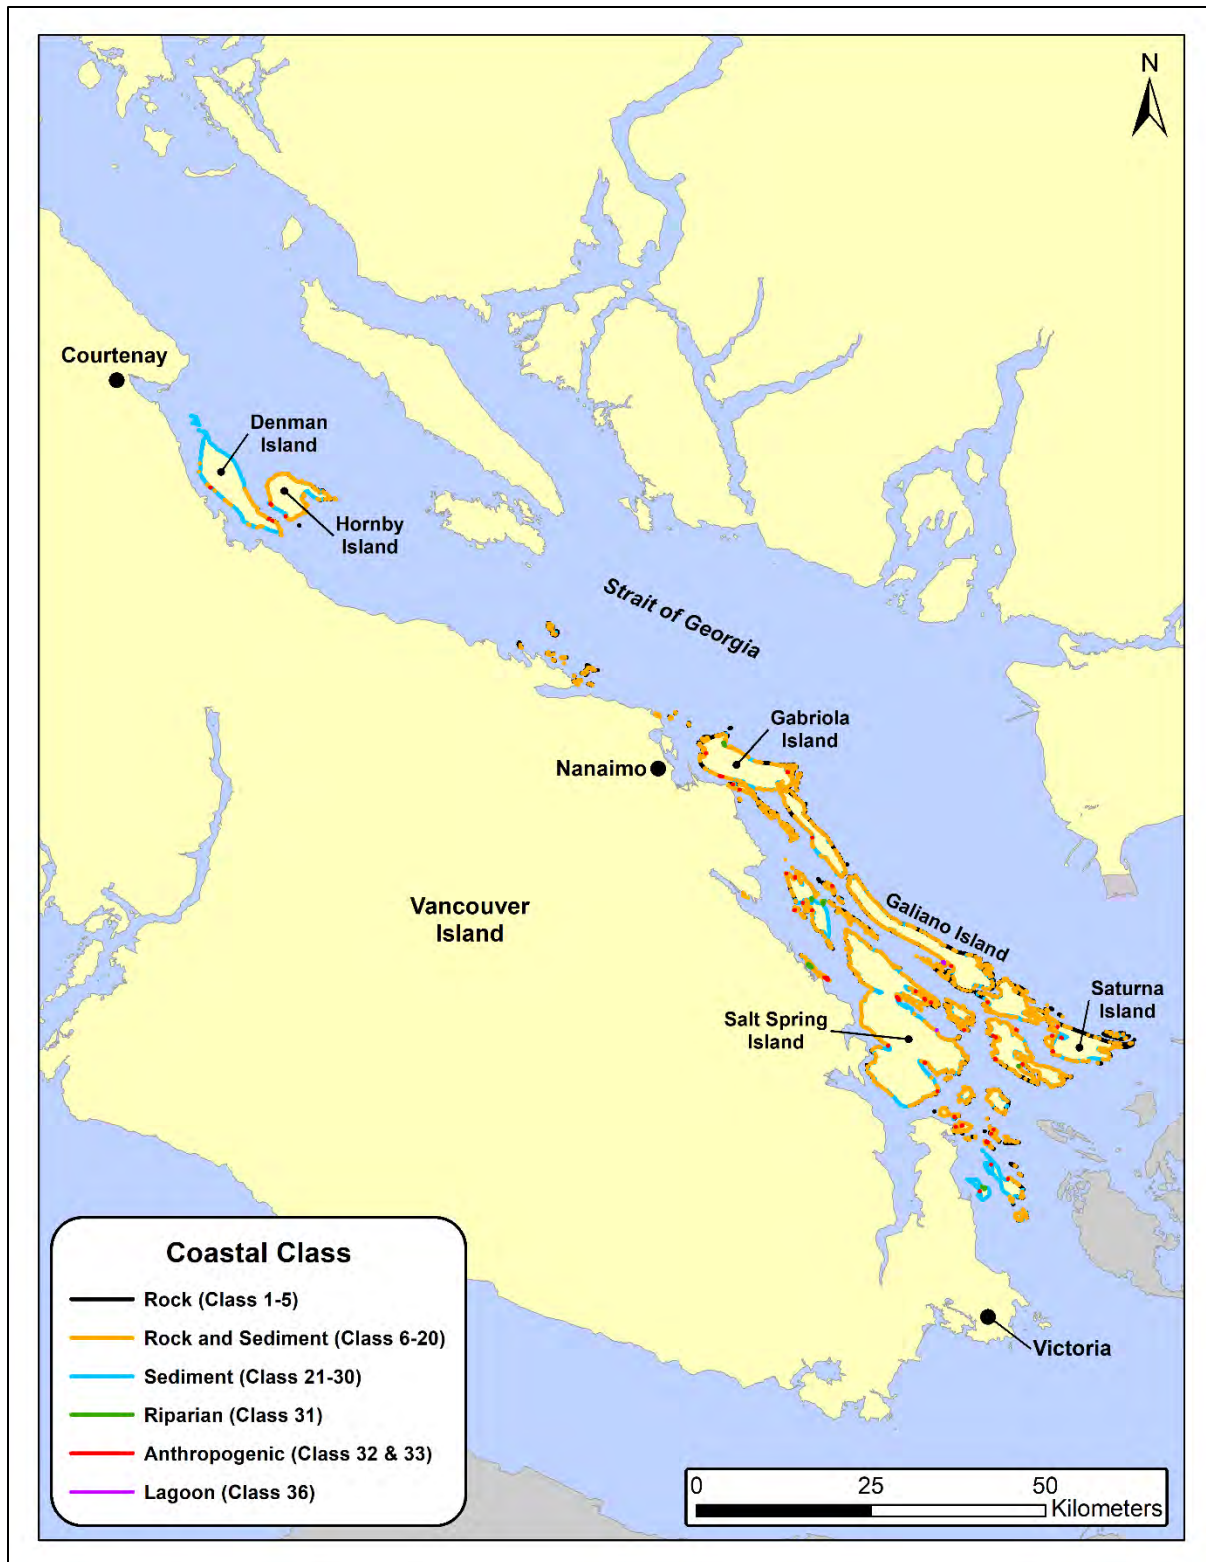 N
Courtenay
Denman
Island
Hornby
Island
Strait of Georgia
Gabriola
Island
Nanaimo
Vancouver
Island
Galiano Island
Saturna
Island
Salt Spring
Island
Victoria
Coastal Class
Rock (Class 1-5)
Rock and Sediment (Class 6-20)
Sediment (Class 21-30)
Riparian (Class 31)
Anthropogenic (Class 32 & 33)
Lagoon (Class 36)
0 25 50
Kilometers